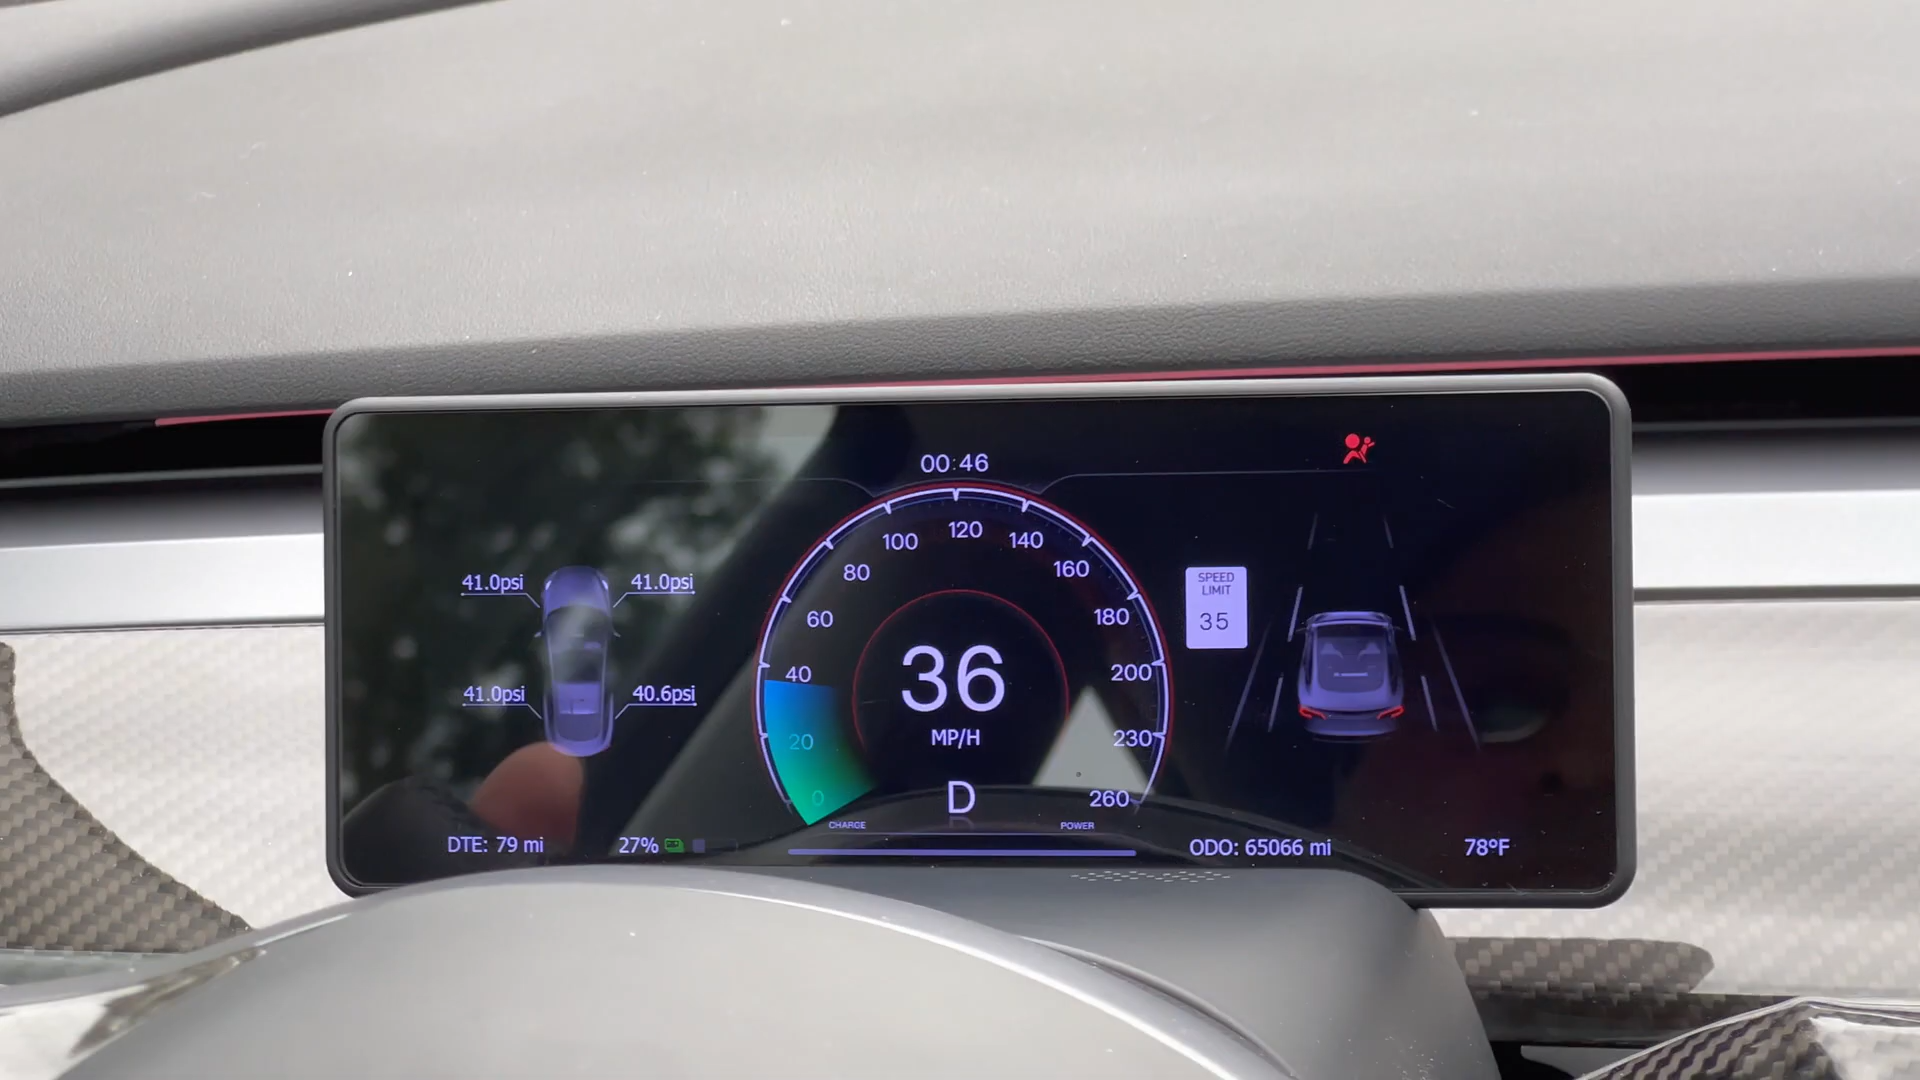 00:46
41.0psi 41.0psi
41.0psi 40.6psi
0
20
40
60
80
100
120
140
160
180
200
230
260
36
MP/H
D
CHARGE POWER
SPEED
LIMIT
35
DTE: 79 mi 27% ODO: 65066 mi 78°F